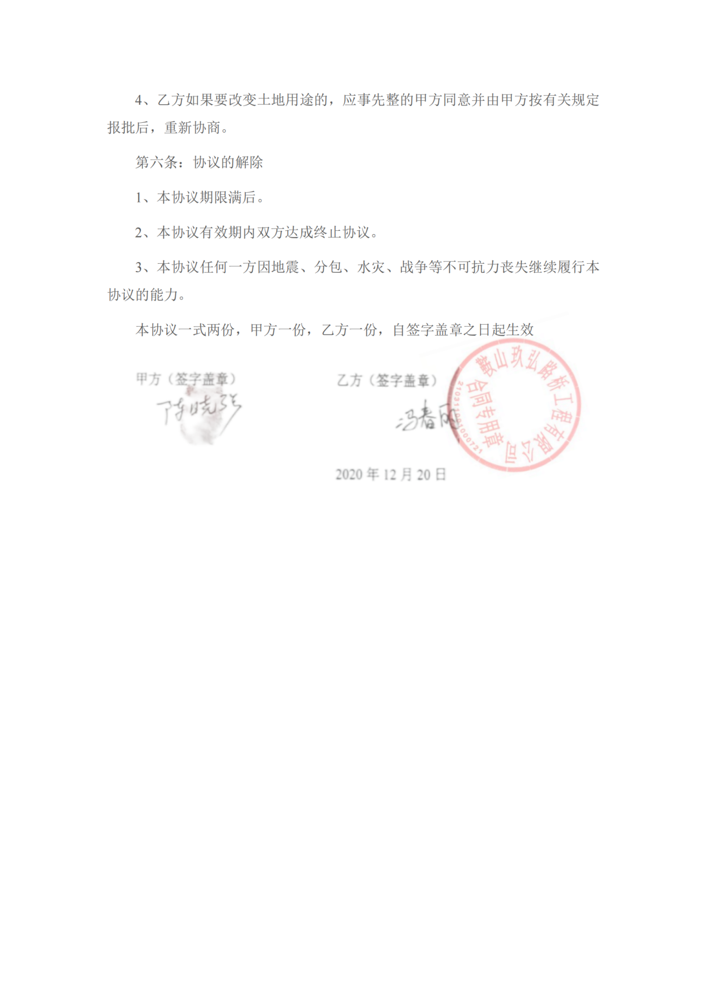 4、乙方如果要改变土地用途的，应事先整的甲方同意并由甲方按有关规定
报批后，重新协商。
第六条：协议的解除
1、本协议期限满后。
2、本协议有效期内双方达成终止协议。
3、本协议任何一方因地震、分包、水灾、战争等不可抗力丧失继续履行本
协议的能力。
本协议一式两份，甲方一份，乙方一份，自签字盖章之日起生效
甲方（签字盖章）
乙方（签字盖章）
陈晓强
冯春雨
鞍山玖弘路桥工程有限公司
合同专用章
2020 年 12 月 20 日